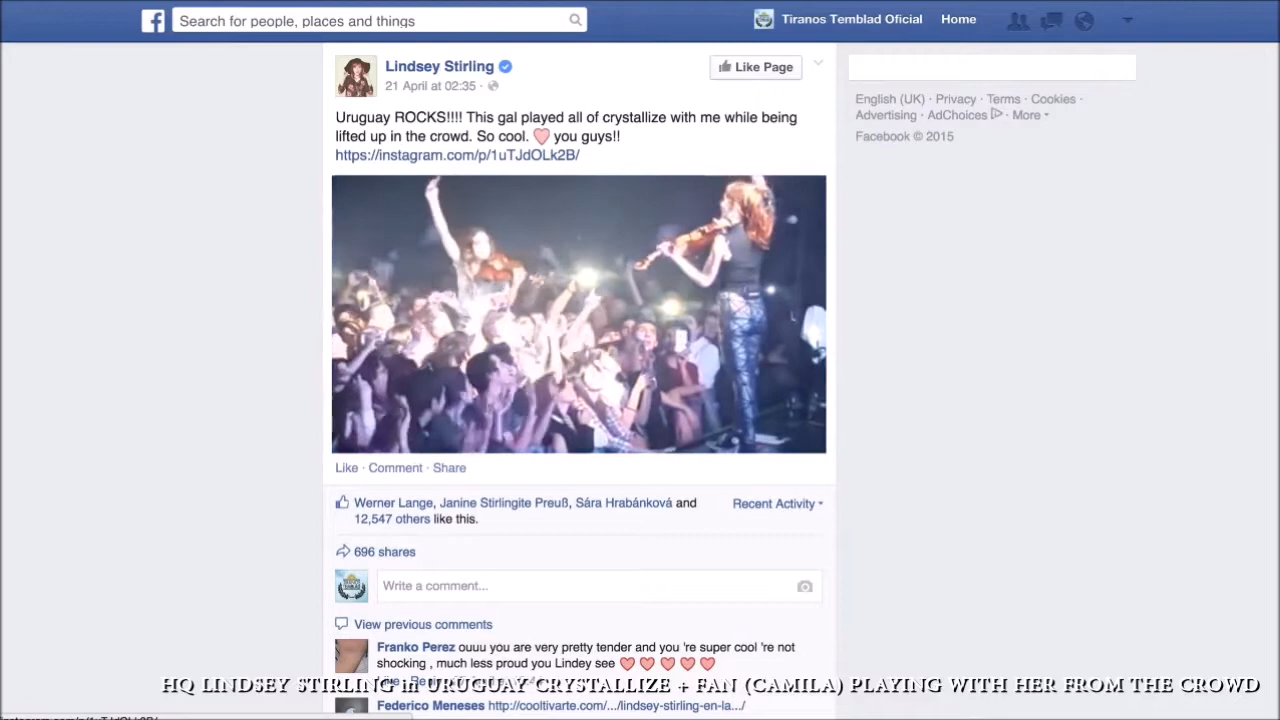 Search for people, places and things
Tiranos Temblad Oficial Home
Lindsey Stirling
Like Page
21 April at 02:35 ·
Uruguay ROCKS!!!! This gal played all of crystallize with me while being
lifted up in the crowd. So cool. you guys!!
https://instagram.com/p/1uTJdOLk2B/
English (UK) · Privacy · Terms · Cookies ·
Advertising · AdChoices · More
Facebook © 2015
Like · Comment · Share
Werner Lange, Janine Stirlingite Preuß, Sára Hrabánková and
12,547 others like this.
Recent Activity
696 shares
Write a comment...
View previous comments
Franko Perez ouuu you are very pretty tender and you 're super cool 're not
shocking , much less proud you Lindey see
HQ LINDSEY STIRLING in URUGUAY CRYSTALLIZE + FAN (CAMILA) PLAYING WITH HER FROM THE CROWD
Federico Meneses http://cooltivarte.com/.../lindsey-stirling-en-la.../